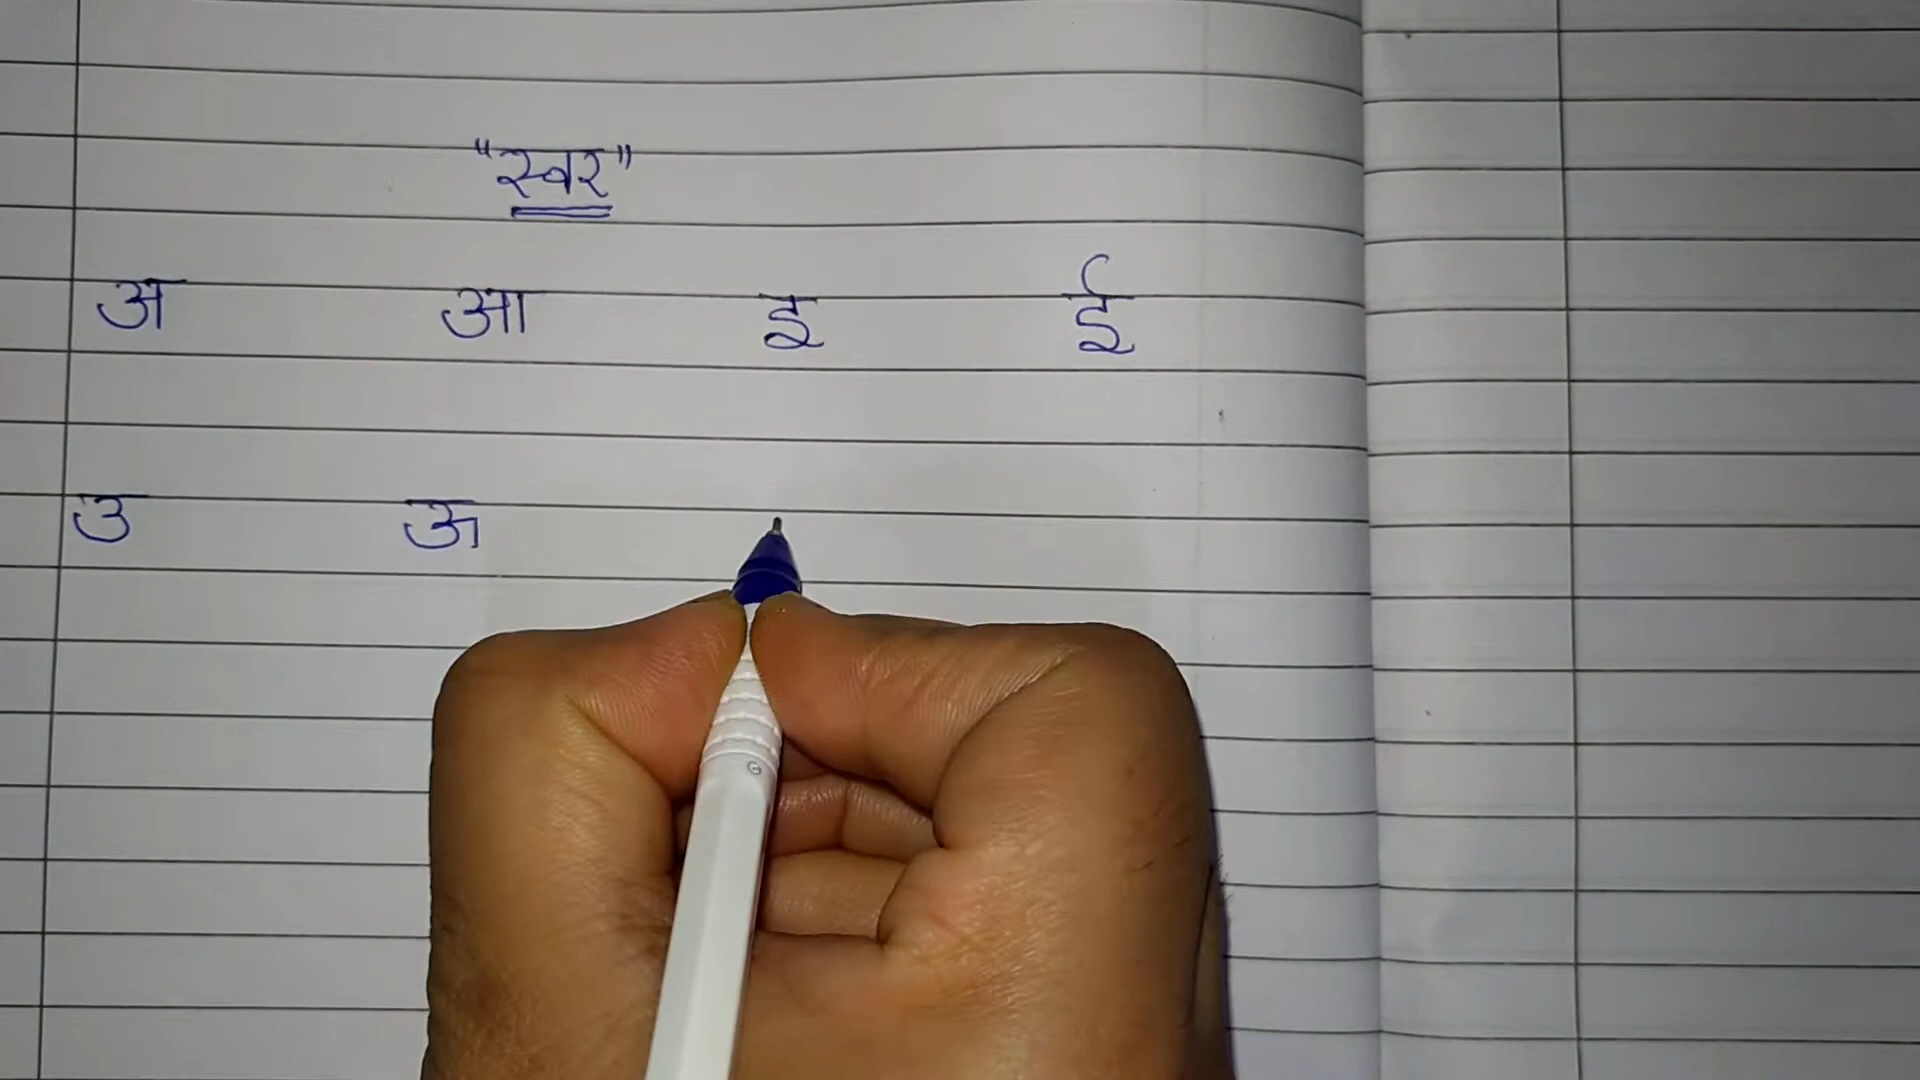 "स्वर"
अ आ इ ई
उ ऊ